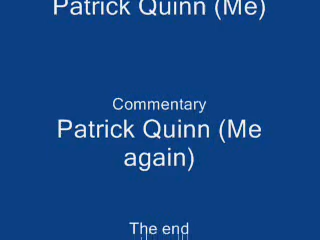 Patrick Quinn (Me)
Commentary
Patrick Quinn (Me
again)
The end